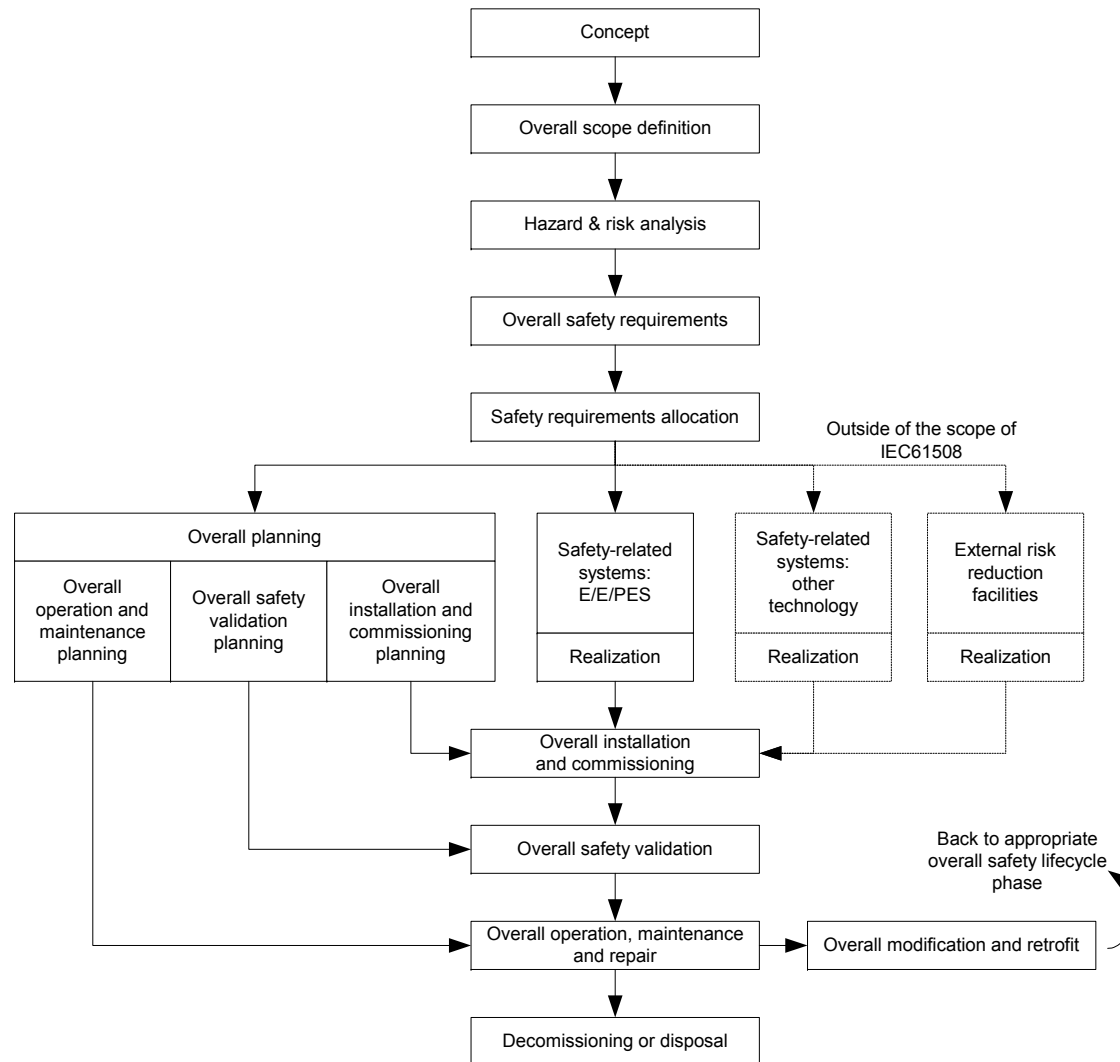 Concept
Overall scope definition
Hazard & risk analysis
Overall safety requirements
Safety requirements allocation
Outside of the scope of
IEC61508
Overall planning
Overall
operation and
maintenance
planning
Overall safety
validation
planning
Overall
installation and
commissioning
planning
Safety-related
systems:
E/E/PES
Realization
Safety-related
systems:
other
technology
Realization
External risk
reduction
facilities
Realization
Overall installation
and commissioning
Overall safety validation
Back to appropriate
overall safety lifecycle
phase
Overall operation, maintenance
and repair
Overall modification and retrofit
Decomissioning or disposal